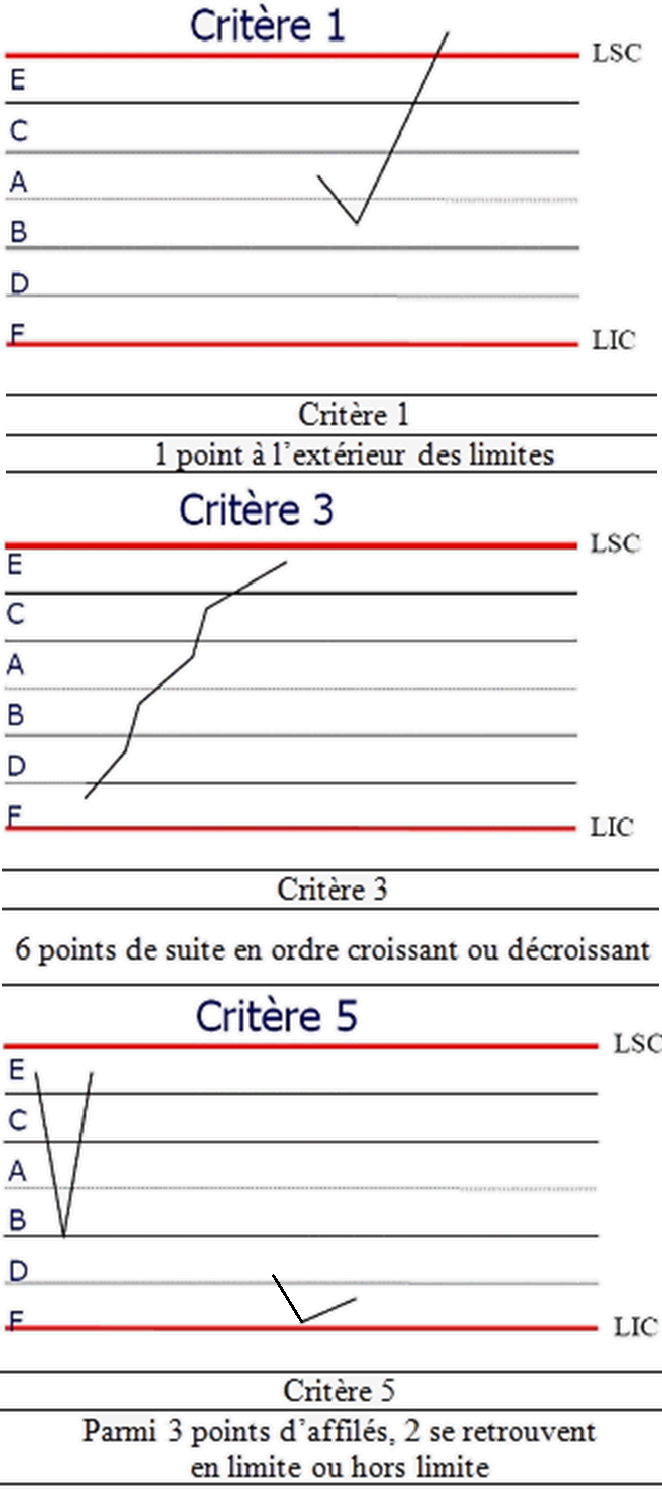 Critère 1
LSC
E
C
A
B
D
F
LIC
Critère 1
1 point à l’extérieur des limites
Critère 3
LSC
E
C
A
B
D
F
LIC
Critère 3
6 points de suite en ordre croissant ou décroissant
Critère 5
LSC
E
C
A
B
D
F
LIC
Critère 5
Parmi 3 points d’affilés, 2 se retrouvent
en limite ou hors limite